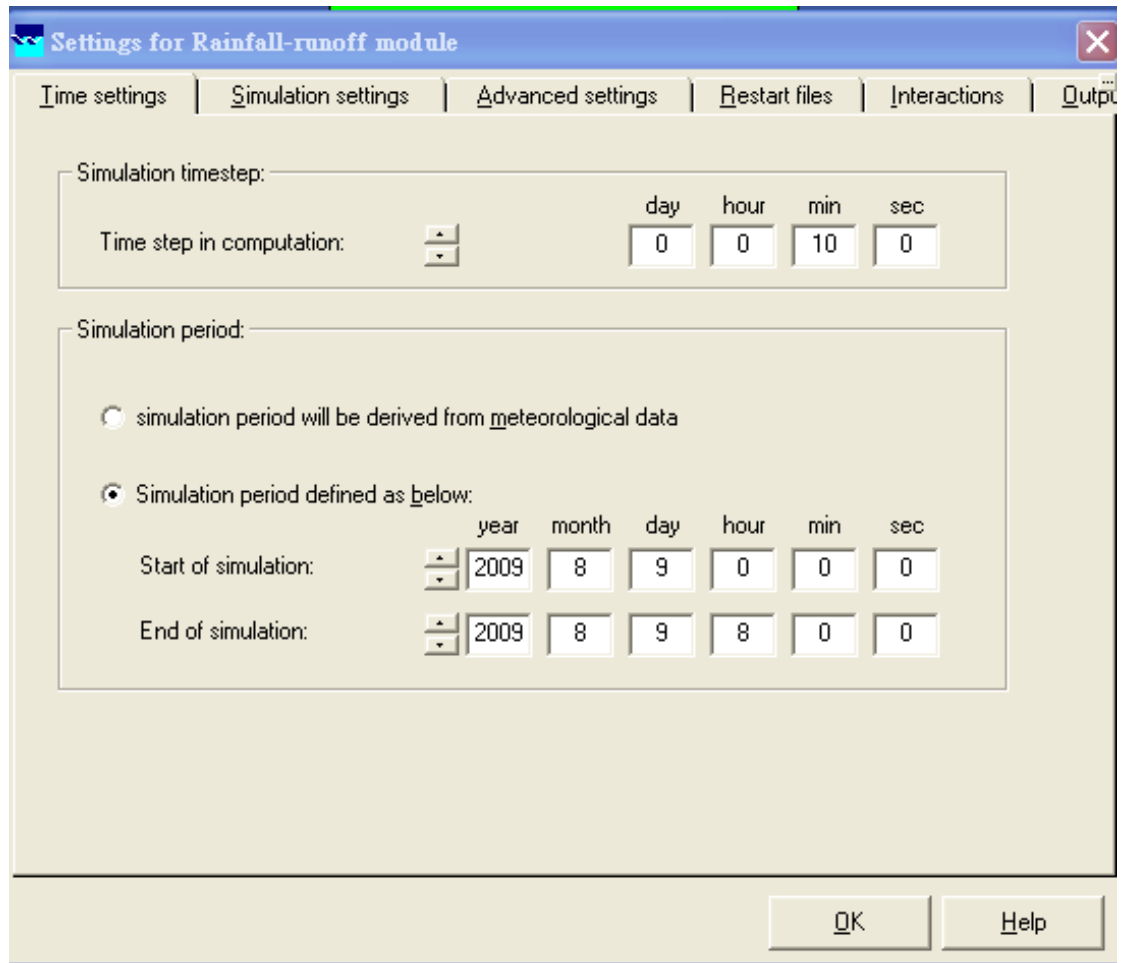 Settings for Rainfall-runoff module
Time settings Simulation settings Advanced settings Restart files Interactions Outpu
...
Simulation timestep:
day hour min sec
Time step in computation: 0 0 10 0
Simulation period:
simulation period will be derived from meteorological data
Simulation period defined as below:
year month day hour min sec
Start of simulation: 2009 8 9 0 0 0
End of simulation: 2009 8 9 8 0 0
OK Help